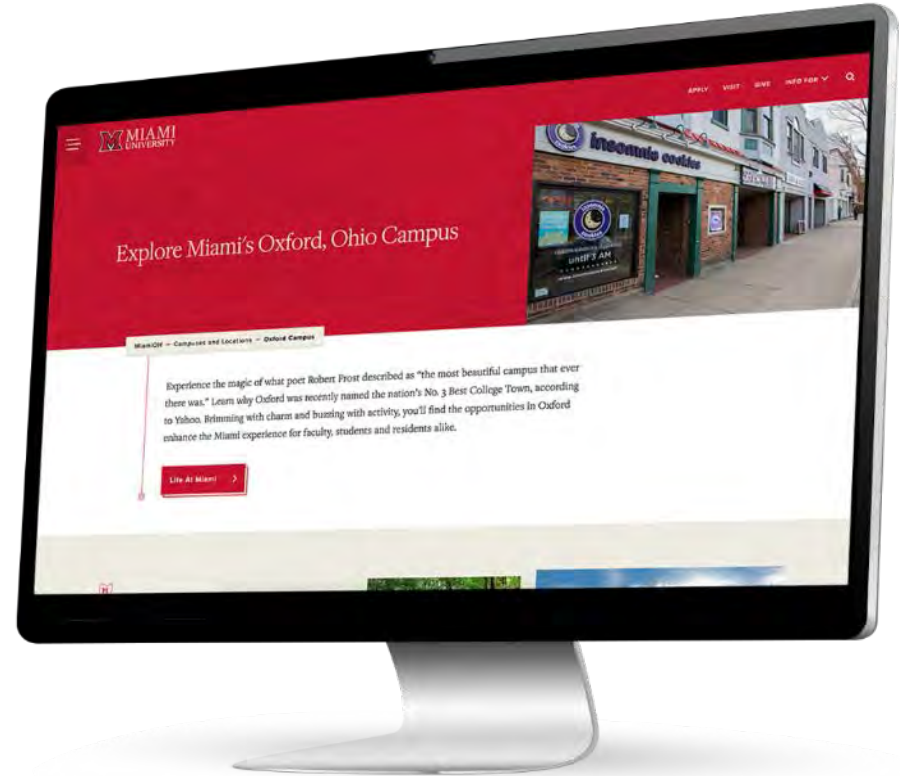 APPLY VISIT GIVE INFO FOR
MIAMI
UNIVERSITY
insomnia cookies
until 3 AM
Explore Miami's Oxford, Ohio Campus
MiamiOH — Campuses and Locations — Oxford Campus
Experience the magic of what poet Robert Frost described as "the most beautiful campus that ever
there was." Learn why Oxford was recently named the nation's No. 3 Best College Town, according
to Yahoo. Brimming with charm and buzzing with activity, you'll find the opportunities in Oxford
enhance the Miami experience for faculty, students and residents alike.
Life At Miami